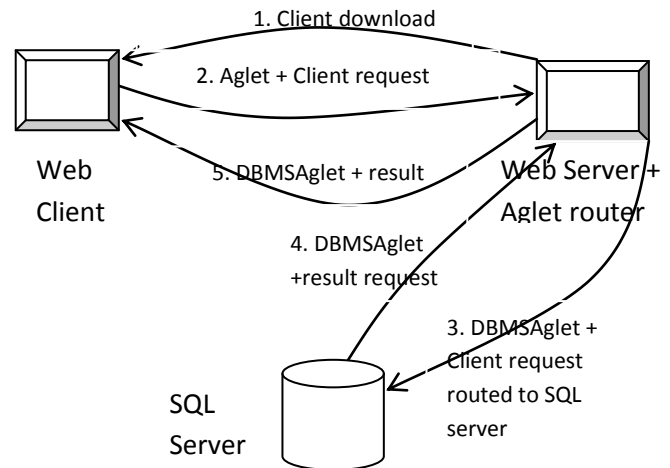 1. Client download
2. Aglet + Client request
5. DBMSAglet + result
Web
Client
Web Server +
Aglet router
4. DBMSAglet
+result request
3. DBMSAglet +
Client request
routed to SQL
server
SQL
Server